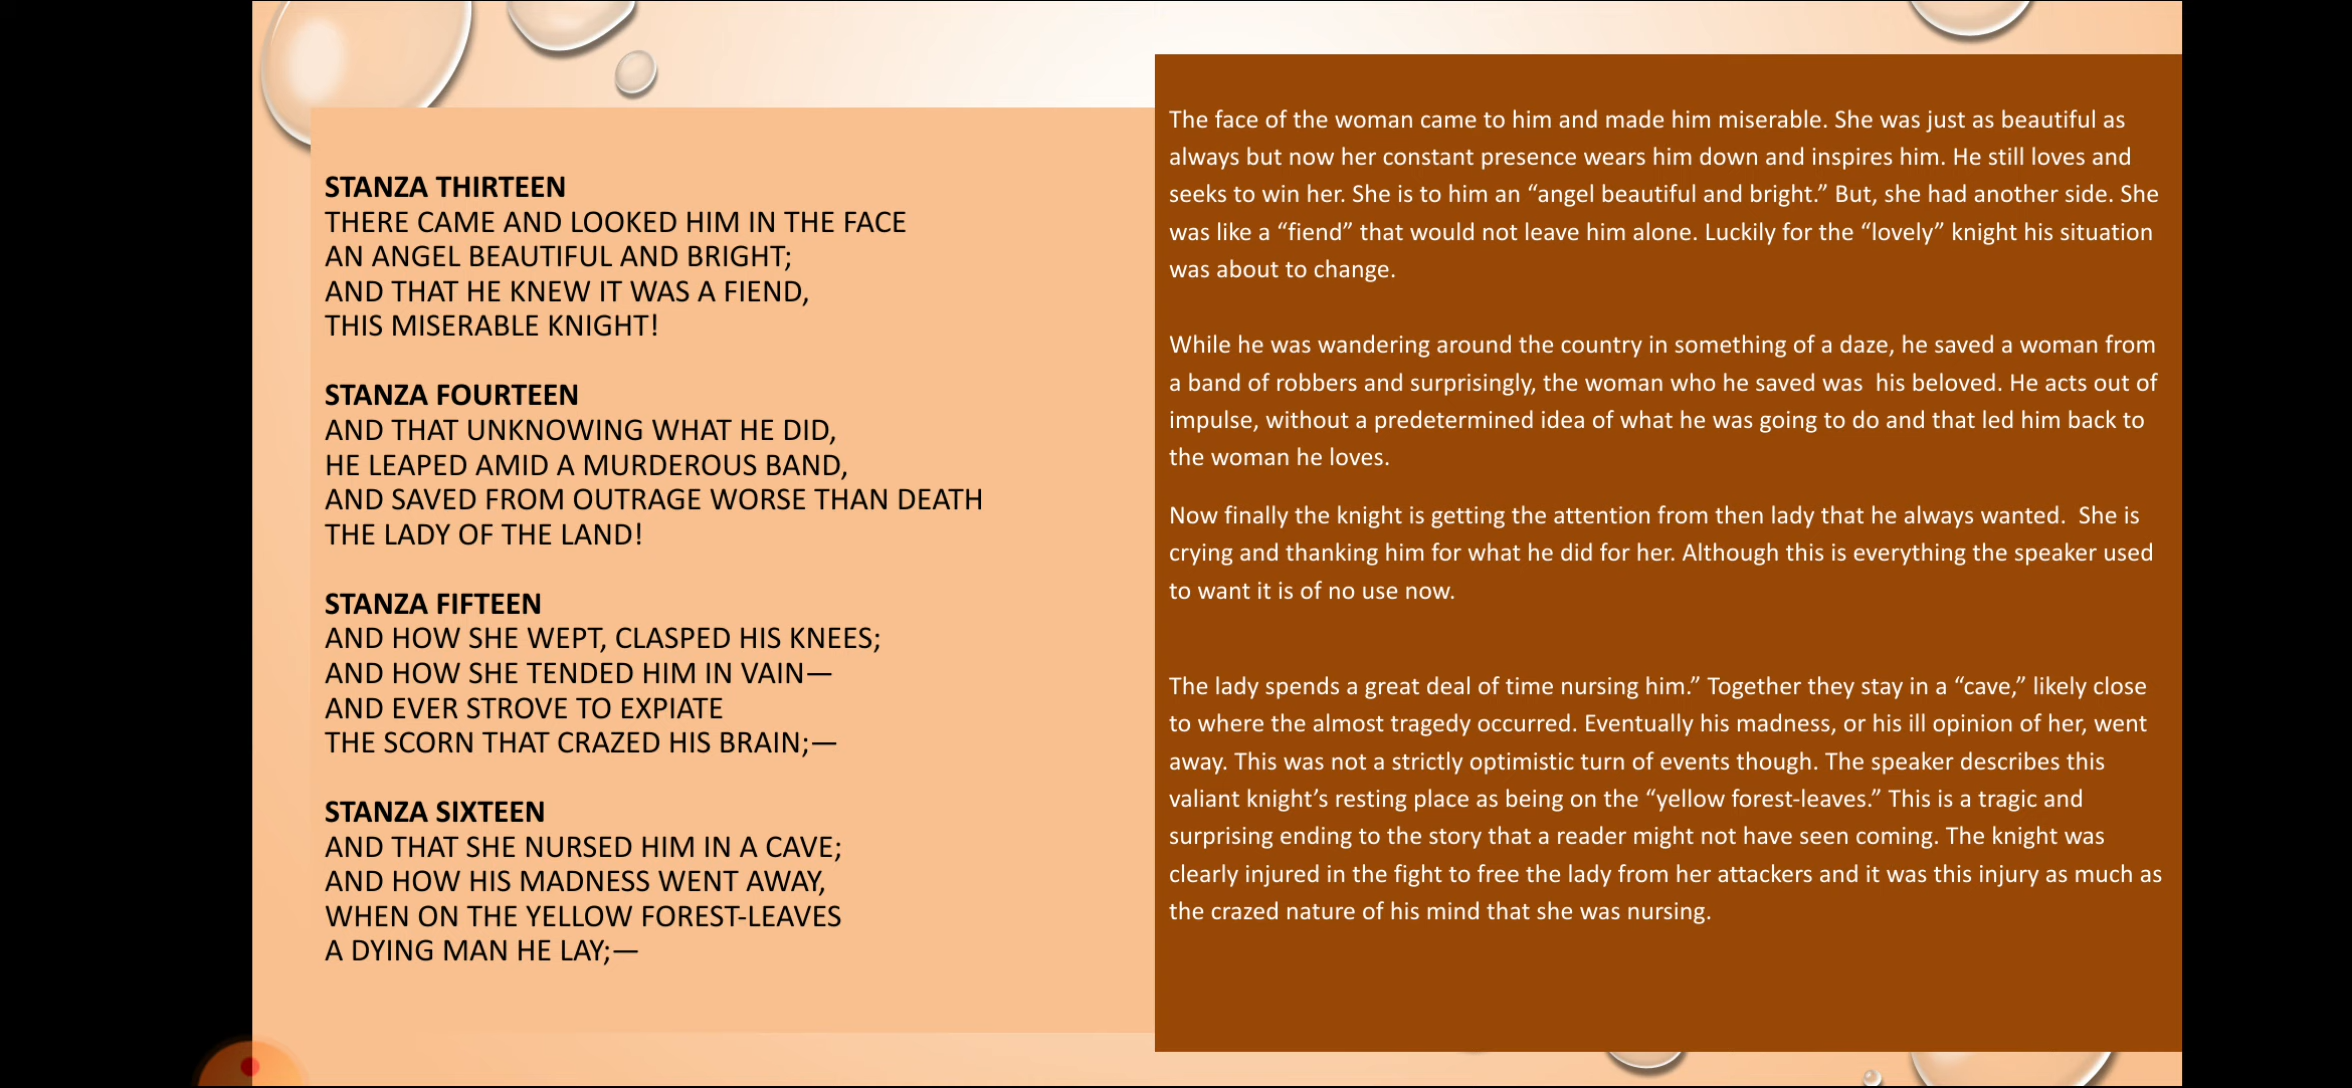 STANZA THIRTEEN
THERE CAME AND LOOKED HIM IN THE FACE
AN ANGEL BEAUTIFUL AND BRIGHT;
AND THAT HE KNEW IT WAS A FIEND,
THIS MISERABLE KNIGHT!
STANZA FOURTEEN
AND THAT UNKNOWING WHAT HE DID,
HE LEAPED AMID A MURDEROUS BAND,
AND SAVED FROM OUTRAGE WORSE THAN DEATH
THE LADY OF THE LAND!
STANZA FIFTEEN
AND HOW SHE WEPT, CLASPED HIS KNEES;
AND HOW SHE TENDED HIM IN VAIN—
AND EVER STROVE TO EXPIATE
THE SCORN THAT CRAZED HIS BRAIN;—
STANZA SIXTEEN
AND THAT SHE NURSED HIM IN A CAVE;
AND HOW HIS MADNESS WENT AWAY,
WHEN ON THE YELLOW FOREST-LEAVES
A DYING MAN HE LAY;—
The face of the woman came to him and made him miserable. She was just as beautiful as
always but now her constant presence wears him down and inspires him. He still loves and
seeks to win her. She is to him an “angel beautiful and bright.” But, she had another side. She
was like a “fiend” that would not leave him alone. Luckily for the “lovely” knight his situation
was about to change.
While he was wandering around the country in something of a daze, he saved a woman from
a band of robbers and surprisingly, the woman who he saved was  his beloved. He acts out of
impulse, without a predetermined idea of what he was going to do and that led him back to
the woman he loves.
Now finally the knight is getting the attention from then lady that he always wanted.  She is
crying and thanking him for what he did for her. Although this is everything the speaker used
to want it is of no use now.
The lady spends a great deal of time nursing him.” Together they stay in a “cave,” likely close
to where the almost tragedy occurred. Eventually his madness, or his ill opinion of her, went
away. This was not a strictly optimistic turn of events though. The speaker describes this
valiant knight’s resting place as being on the “yellow forest-leaves.” This is a tragic and
surprising ending to the story that a reader might not have seen coming. The knight was
clearly injured in the fight to free the lady from her attackers and it was this injury as much as
the crazed nature of his mind that she was nursing.